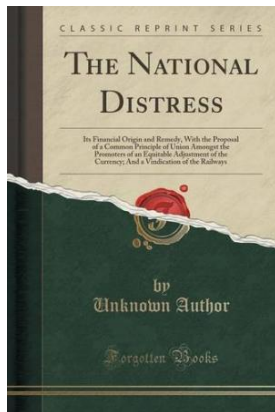 CLASSIC REPRINT SERIES
THE NATIONAL
DISTRESS
Its Financial Origin and Remedy, With the Proposal
of a Common Principle of Union Amongst the
Promoters of an Equitable Adjustment of the
Currency; And a Vindication of the Railways
by
Unknown Author
Forgotten Books